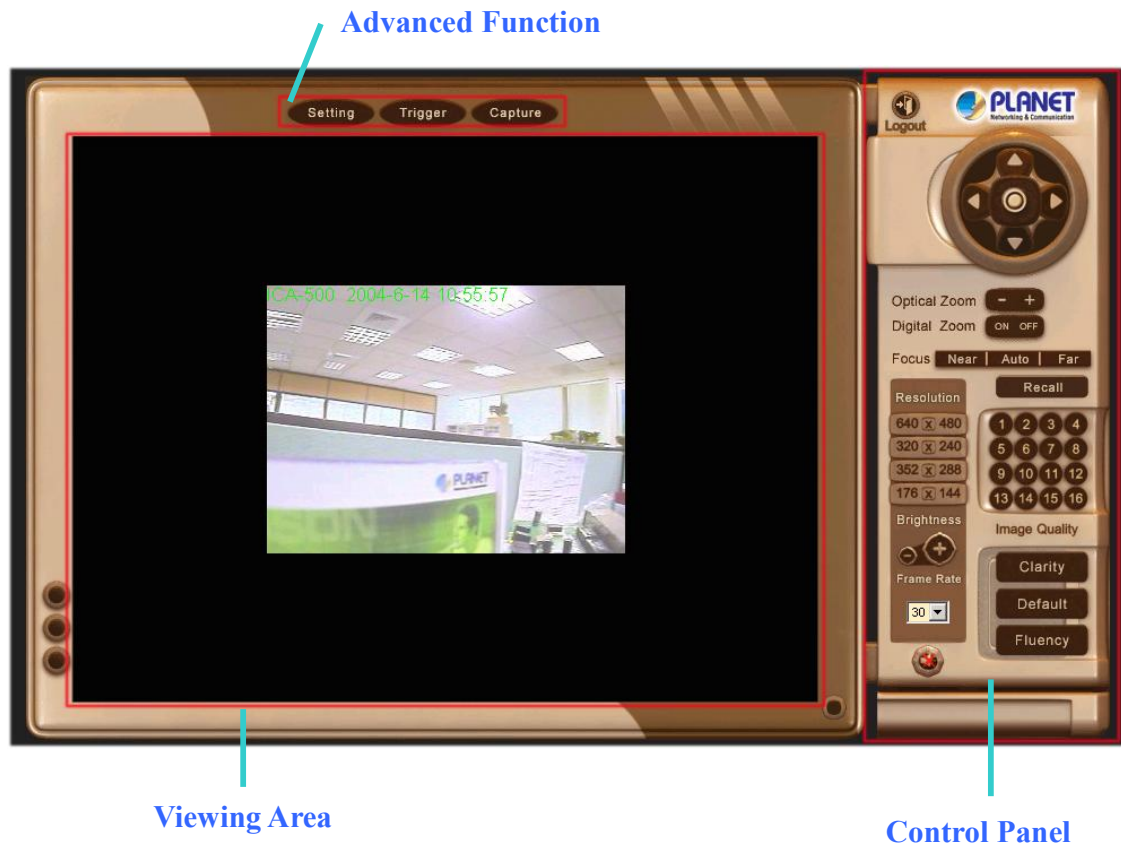 Advanced Function
Setting Trigger Capture
Logout
PLANET
Networking & Communication
ICA-500 2004-6-14 10:55:57
PLANET
Optical Zoom - +
Digital Zoom ON OFF
Focus Near | Auto | Far
Recall
Resolution
640 X 480
320 X 240
352 X 288
176 X 144
1 2 3 4
5 6 7 8
9 10 11 12
13 14 15 16
Brightness
- +
Frame Rate
30
Image Quality
Clarity
Default
Fluency
Viewing Area
Control Panel